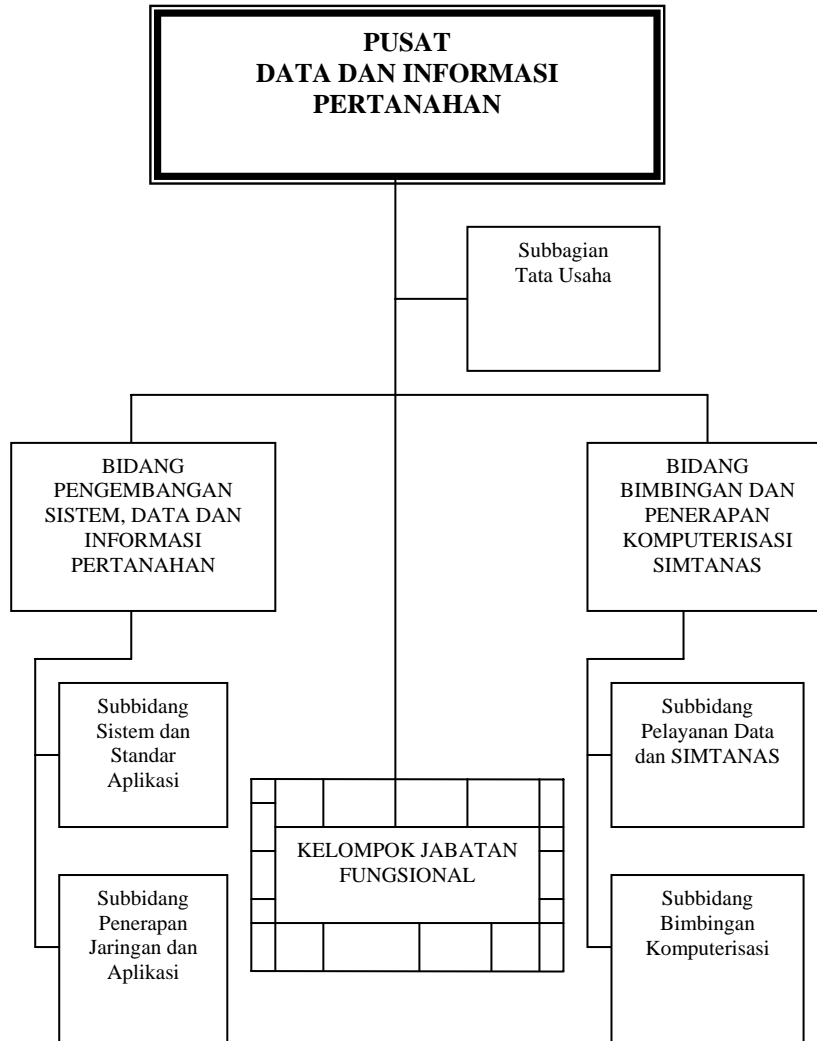 PUSAT
DATA DAN INFORMASI
PERTANAHAN
Subbagian
Tata Usaha
BIDANG
PENGEMBANGAN
SISTEM, DATA DAN
INFORMASI
PERTANAHAN
BIDANG
BIMBINGAN DAN
PENERAPAN
KOMPUTERISASI
SIMTANAS
Subbidang
Sistem dan
Standar
Aplikasi
Subbidang
Pelayanan Data
dan SIMTANAS
KELOMPOK JABATAN
FUNGSIONAL
Subbidang
Penerapan
Jaringan dan
Aplikasi
Subbidang
Bimbingan
Komputerisasi